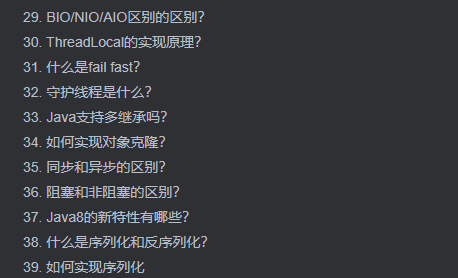 29. BIO/NIO/AIO区别的区别?
30. ThreadLocal的实现原理?
31. 什么是fail fast?
32. 守护线程是什么?
33. Java支持多继承吗?
34. 如何实现对象克隆?
35. 同步和异步的区别?
36. 阻塞和非阻塞的区别?
37. Java8的新特性有哪些?
38. 什么是序列化和反序列化?
39. 如何实现序列化